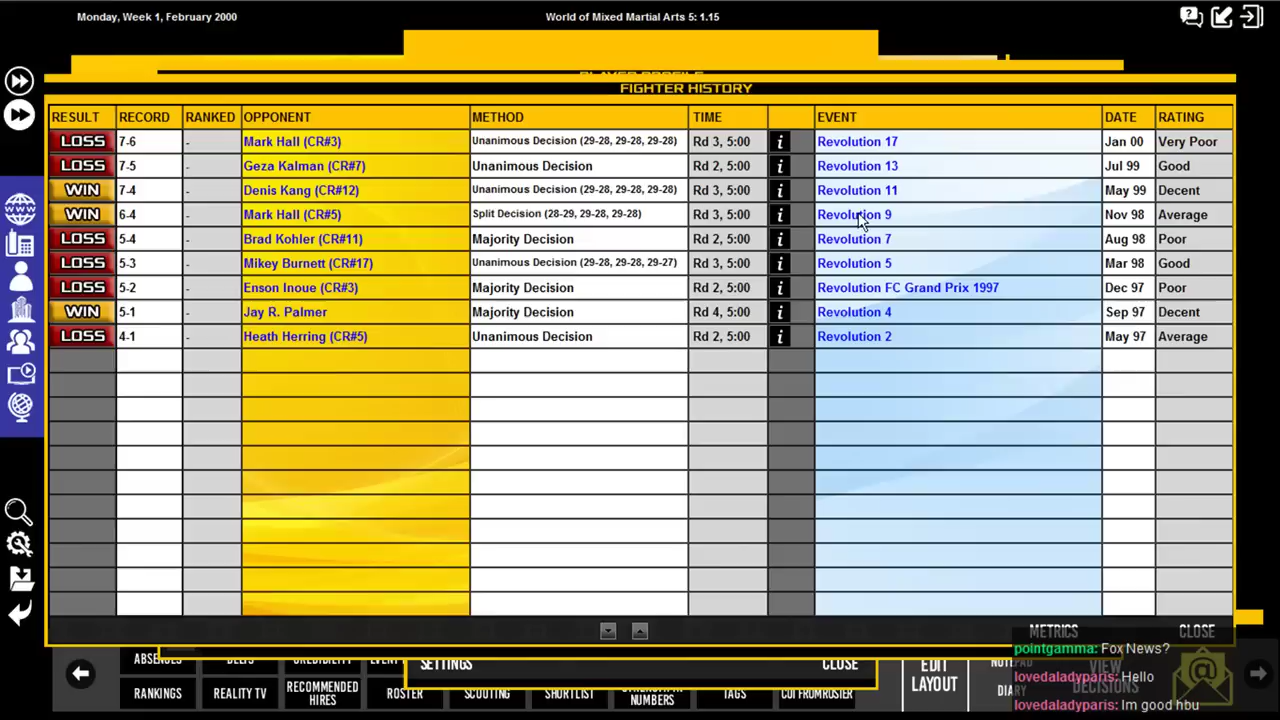 Monday, Week 1, February 2000
World of Mixed Martial Arts 5: 1.15
FIGHTER HISTORY
RESULT RECORD RANKED OPPONENT METHOD TIME EVENT DATE RATING
LOSS 7-6 - Mark Hall (CR#3) Unanimous Decision (29-28, 29-28, 29-28) Rd 3, 5:00 i Revolution 17 Jan 00 Very Poor
LOSS 7-5 - Geza Kalman (CR#7) Unanimous Decision Rd 2, 5:00 i Revolution 13 Jul 99 Good
WIN 7-4 - Denis Kang (CR#12) Unanimous Decision (29-28, 29-28, 29-28) Rd 3, 5:00 i Revolution 11 May 99 Decent
WIN 6-4 - Mark Hall (CR#5) Split Decision (28-29, 29-28, 29-28) Rd 3, 5:00 i Revolution 9 Nov 98 Average
LOSS 5-4 - Brad Kohler (CR#11) Majority Decision Rd 2, 5:00 i Revolution 7 Aug 98 Poor
LOSS 5-3 - Mikey Burnett (CR#17) Unanimous Decision (29-28, 29-28, 29-27) Rd 3, 5:00 i Revolution 5 Mar 98 Good
LOSS 5-2 - Enson Inoue (CR#3) Majority Decision Rd 2, 5:00 i Revolution FC Grand Prix 1997 Dec 97 Poor
WIN 5-1 - Jay R. Palmer Majority Decision Rd 4, 5:00 i Revolution 4 Sep 97 Decent
LOSS 4-1 - Heath Herring (CR#5) Unanimous Decision Rd 2, 5:00 i Revolution 2 May 97 Average
METRICS CLOSE
pointgamma: Fox News?
lovedaladyparis: Hello
lovedaladyparis: Im good hbu
SETTINGS CLOSE
ABSENCES BELTS CREDIBILITY EVENT
RANKINGS REALITY TV RECOMMENDED HIRES ROSTER SCOUTING SHORTLIST NUMBERS TAGS
EDIT LAYOUT
VIEW DECISIONS
WWW